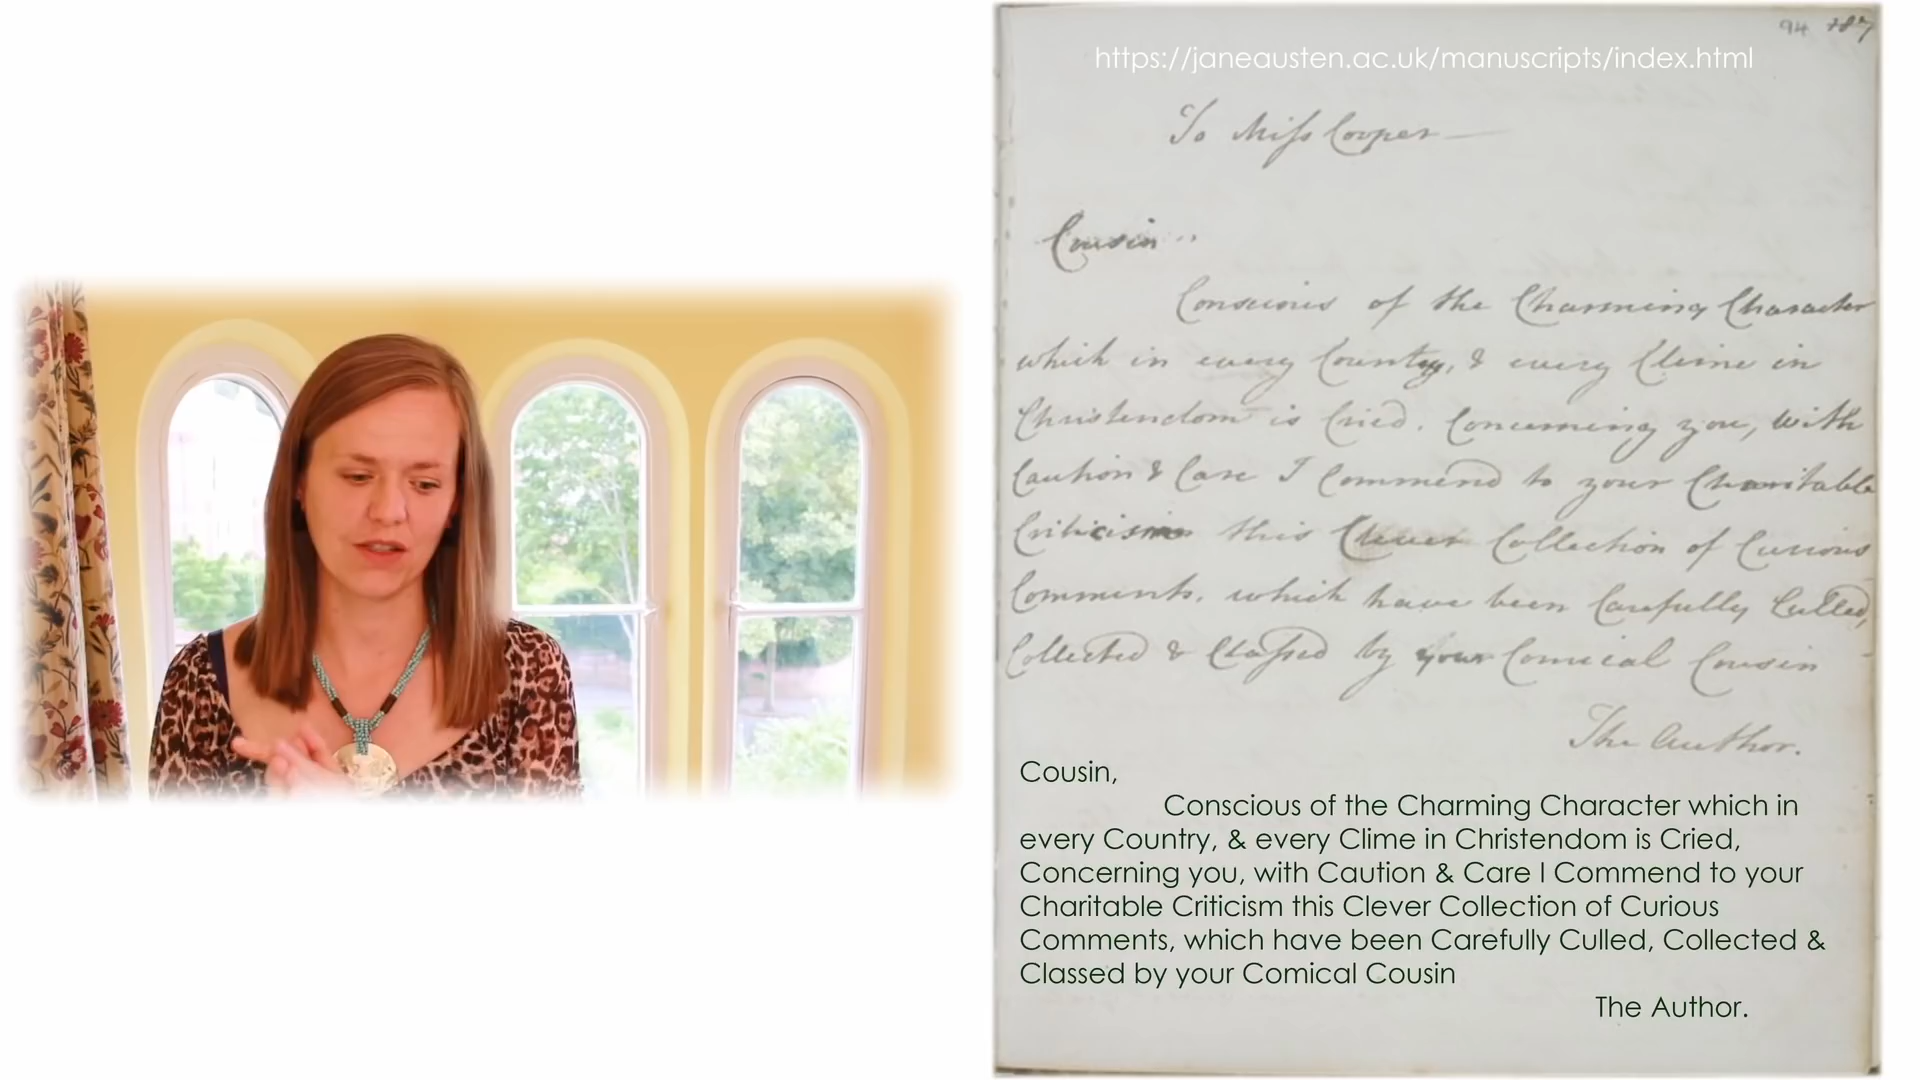 94 187
https://janeausten.ac.uk/manuscripts/index.html
To Miss Cooper
Cousin
Conscious of the Charming Character
which in every Country, & every Clime in
Christendom is Cried, Concerning you, with
Caution & Care I Commend to your Charitable
Criticism this Clever Collection of Curious
Comments, which have been Carefully Culled,
Collected & Classed by your Comical Cousin
The Author.
Cousin,
Conscious of the Charming Character which in
every Country, & every Clime in Christendom is Cried,
Concerning you, with Caution & Care I Commend to your
Charitable Criticism this Clever Collection of Curious
Comments, which have been Carefully Culled, Collected &
Classed by your Comical Cousin
The Author.